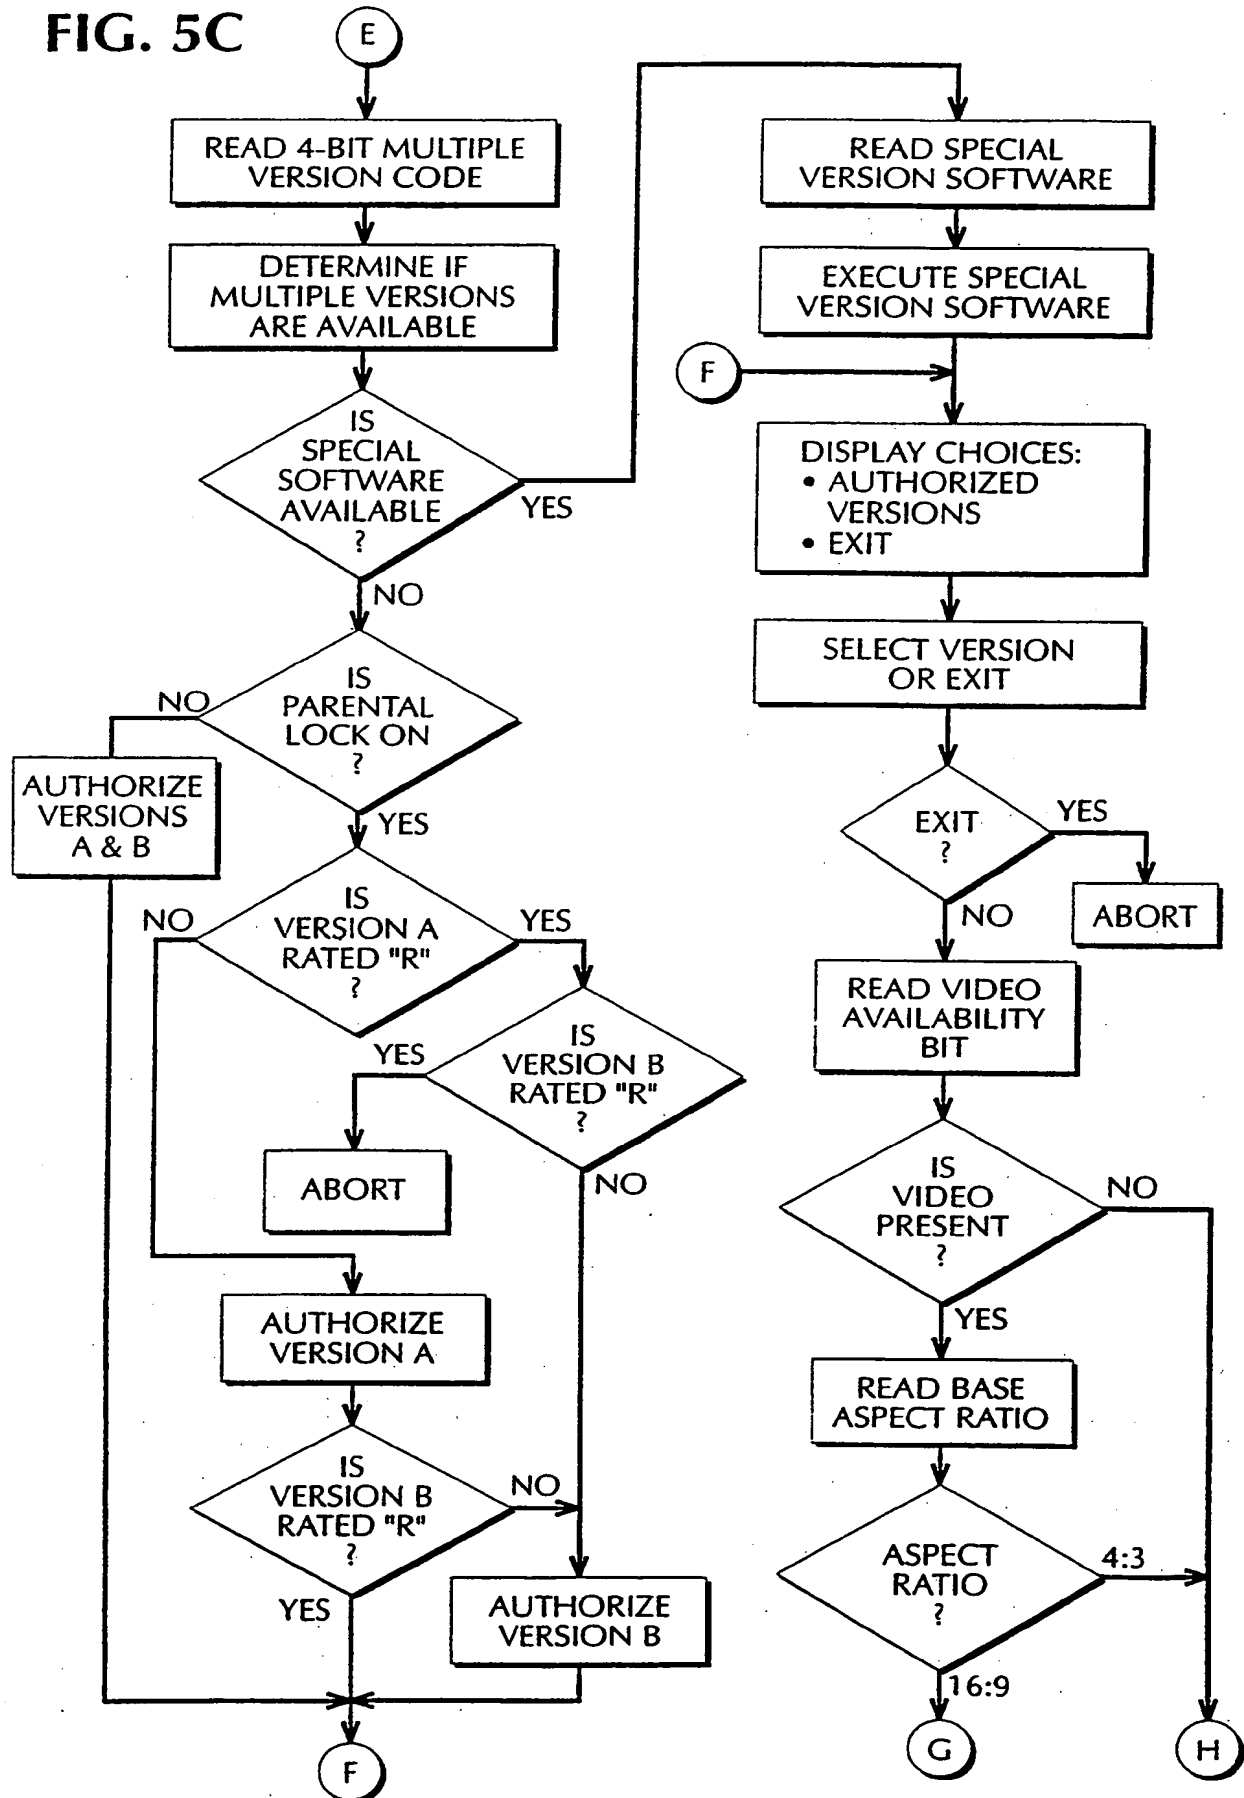 FIG. 5C
E
READ 4-BIT MULTIPLE
VERSION CODE
DETERMINE IF
MULTIPLE VERSIONS
ARE AVAILABLE
IS
SPECIAL
SOFTWARE
AVAILABLE
?
YES
NO
IS
PARENTAL
LOCK ON
?
NO
AUTHORIZE
VERSIONS
A & B
YES
IS
VERSION A
RATED "R"
?
NO
YES
IS
VERSION B
RATED "R"
?
YES
ABORT
NO
AUTHORIZE
VERSION A
IS
VERSION B
RATED "R"
?
NO
YES
AUTHORIZE
VERSION B
F
READ SPECIAL
VERSION SOFTWARE
EXECUTE SPECIAL
VERSION SOFTWARE
F
DISPLAY CHOICES:
• AUTHORIZED
VERSIONS
• EXIT
SELECT VERSION
OR EXIT
EXIT
?
YES
ABORT
NO
READ VIDEO
AVAILABILITY
BIT
IS
VIDEO
PRESENT
?
NO
YES
READ BASE
ASPECT RATIO
ASPECT
RATIO
?
4:3
16:9
G
H